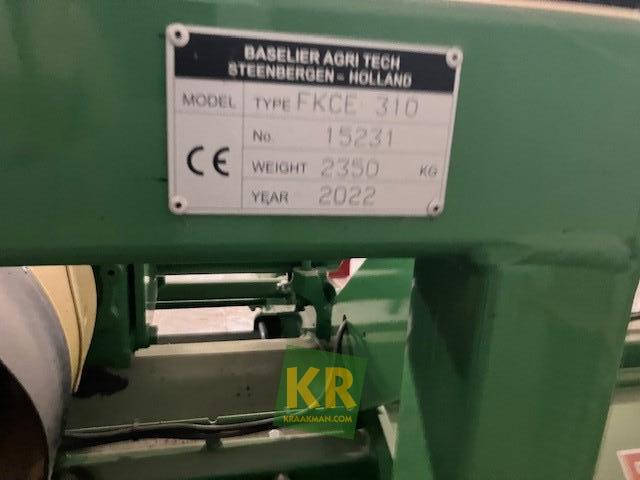 BASELIER AGRI TECH
STEENBERGEN - HOLLAND
MODEL TYPE FKCE 310
No. 15231
CE WEIGHT 2350 KG
YEAR 2022
KR
KRAAKMAN.COM